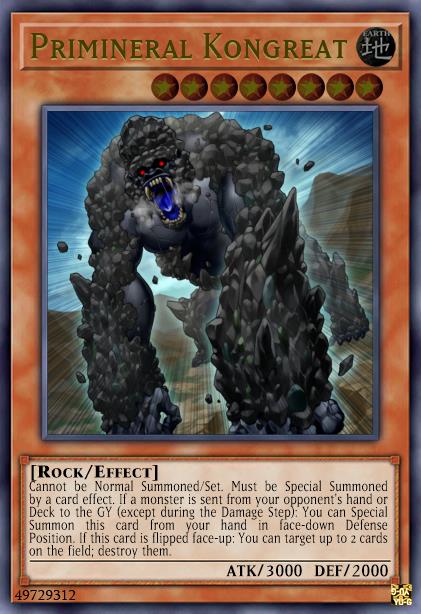 PRIMINERAL KONGREAT
EARTH
地
[ROCK/EFFECT]
Cannot be Normal Summoned/Set. Must be Special Summoned
by a card effect. If a monster is sent from your opponent's hand or
Deck to the GY (except during the Damage Step): You can Special
Summon this card from your hand in face-down Defense
Position. If this card is flipped face-up: You can target up to 2 cards
on the field; destroy them.
ATK/3000 DEF/2000
49729312